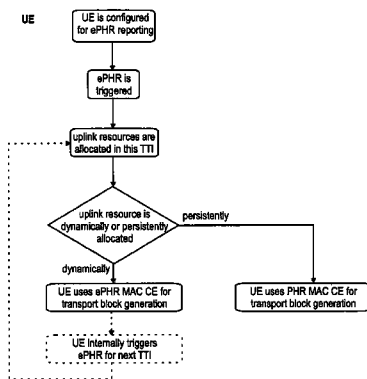 UE
UE is configured
for ePHR reporting
ePHR is
triggered
uplink resources are
allocated in this TTI
uplink resource is
dynamically or persistently
allocated
persistently
dynamically
UE uses ePHR MAC CE for
transport block generation
UE uses PHR MAC CE for
transport block generation
UE Internally triggers
ePHR for next TTI